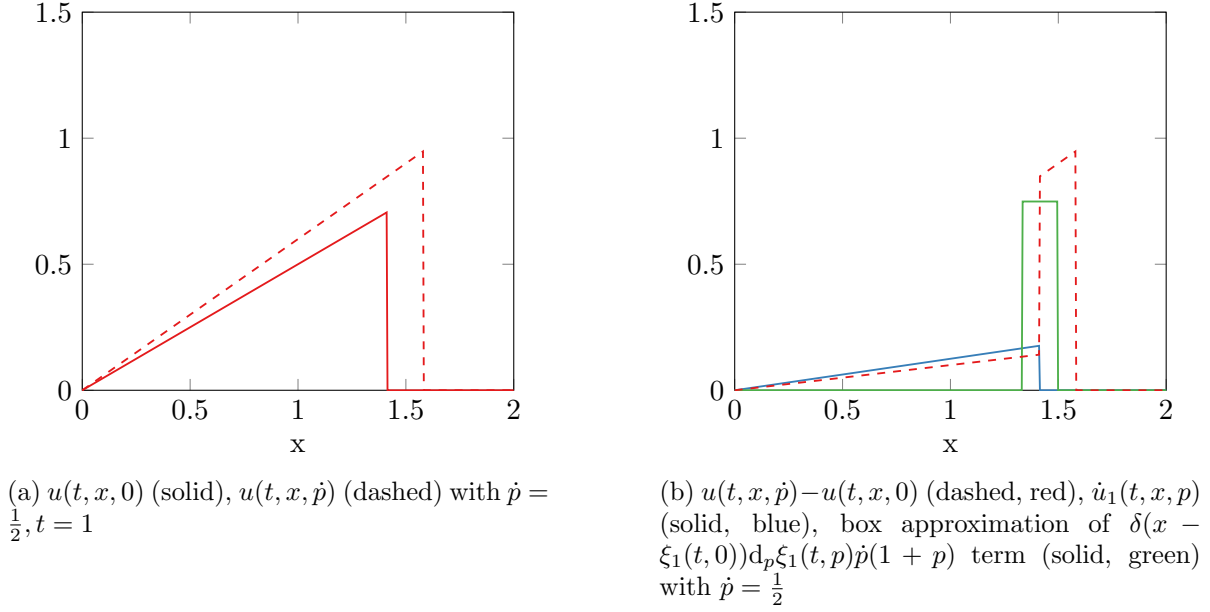 1.5
1
0.5
0
0 0.5 1 1.5 2
x
(a) u(t, x, 0) (solid), u(t, x, ṗ) (dashed) with ṗ =
½, t = 1
1.5
1
0.5
0
0 0.5 1 1.5 2
x
(b) u(t, x, ṗ)−u(t, x, 0) (dashed, red), u̇₁(t, x, p)
(solid, blue), box approximation of δ(x −
ξ₁(t, 0))dₚξ₁(t, p)ṗ(1 + p) term (solid, green)
with ṗ = ½